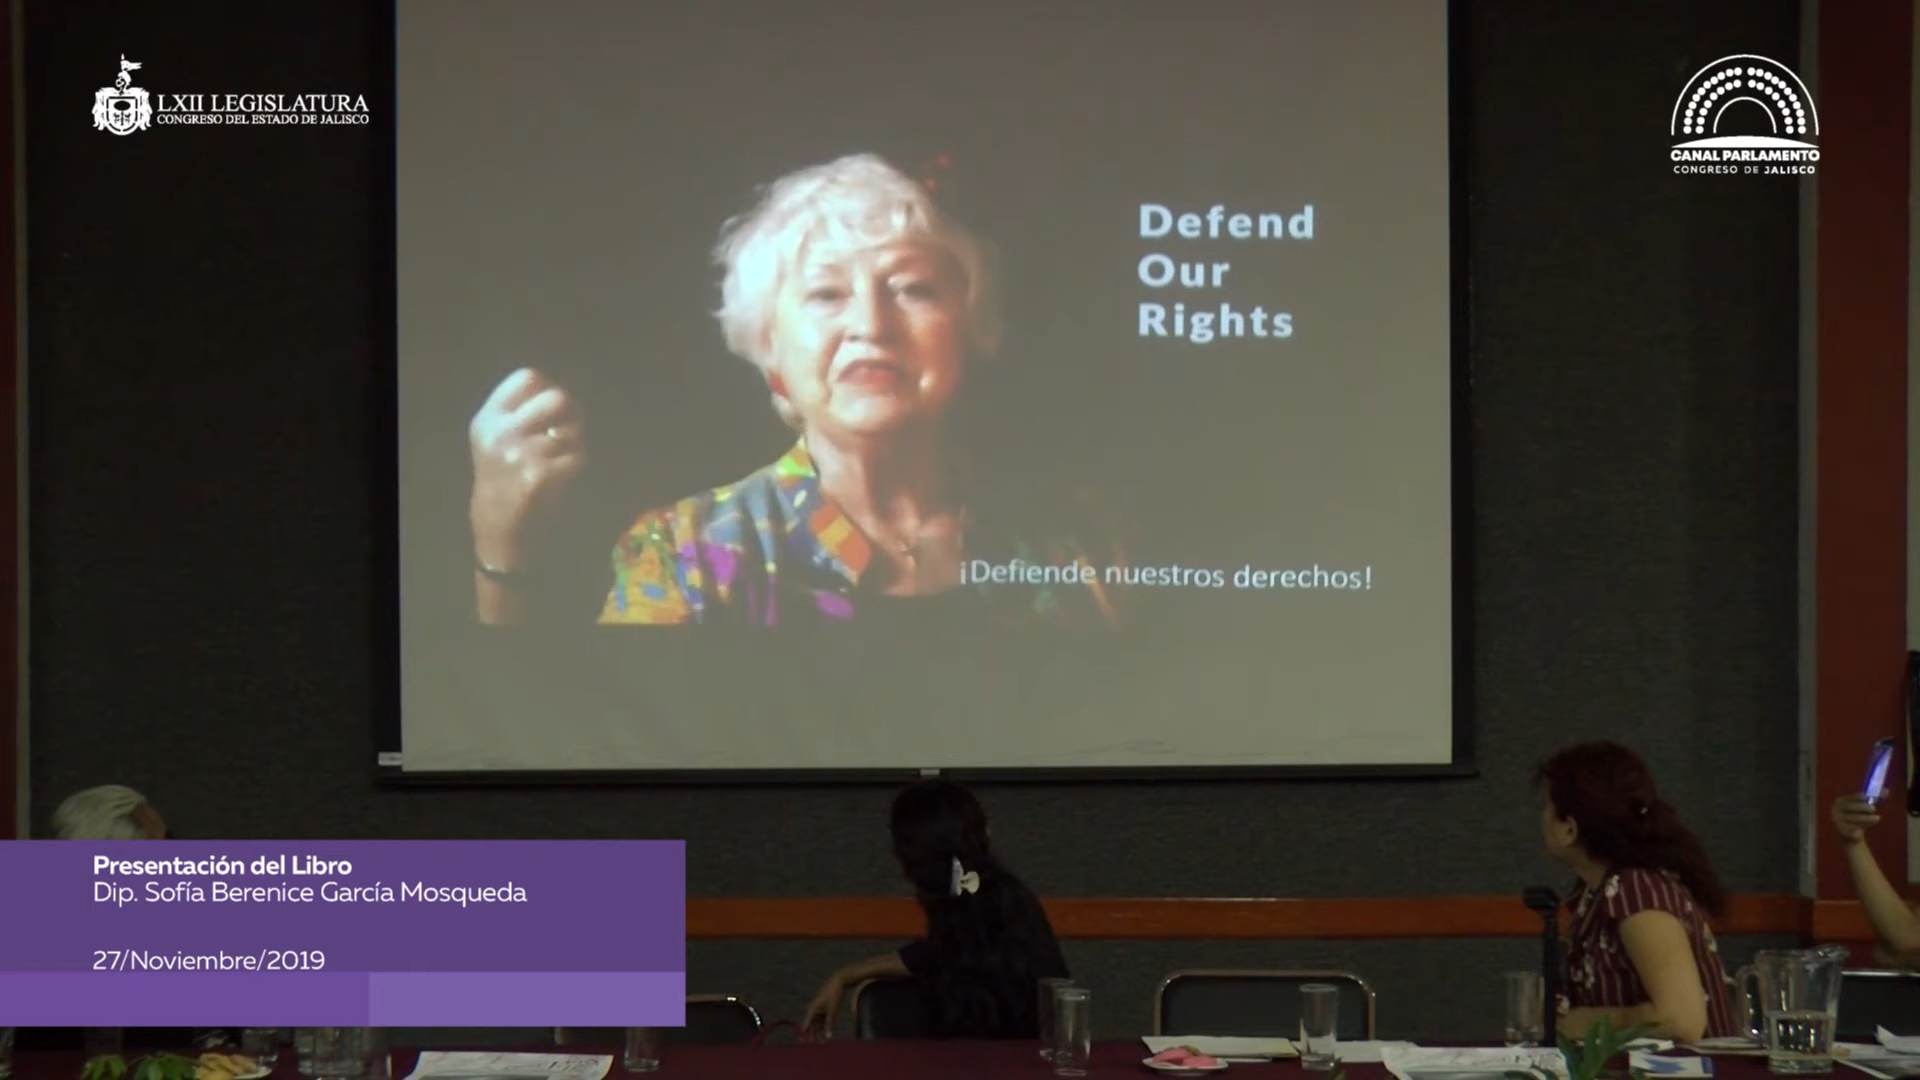 LXII LEGISLATURA
CONGRESO DEL ESTADO DE JALISCO
CANAL PARLAMENTO
CONGRESO DE JALISCO
Defend
Our
Rights
¡Defiende nuestros derechos!
Presentación del Libro
Dip. Sofía Berenice García Mosqueda
27/Noviembre/2019